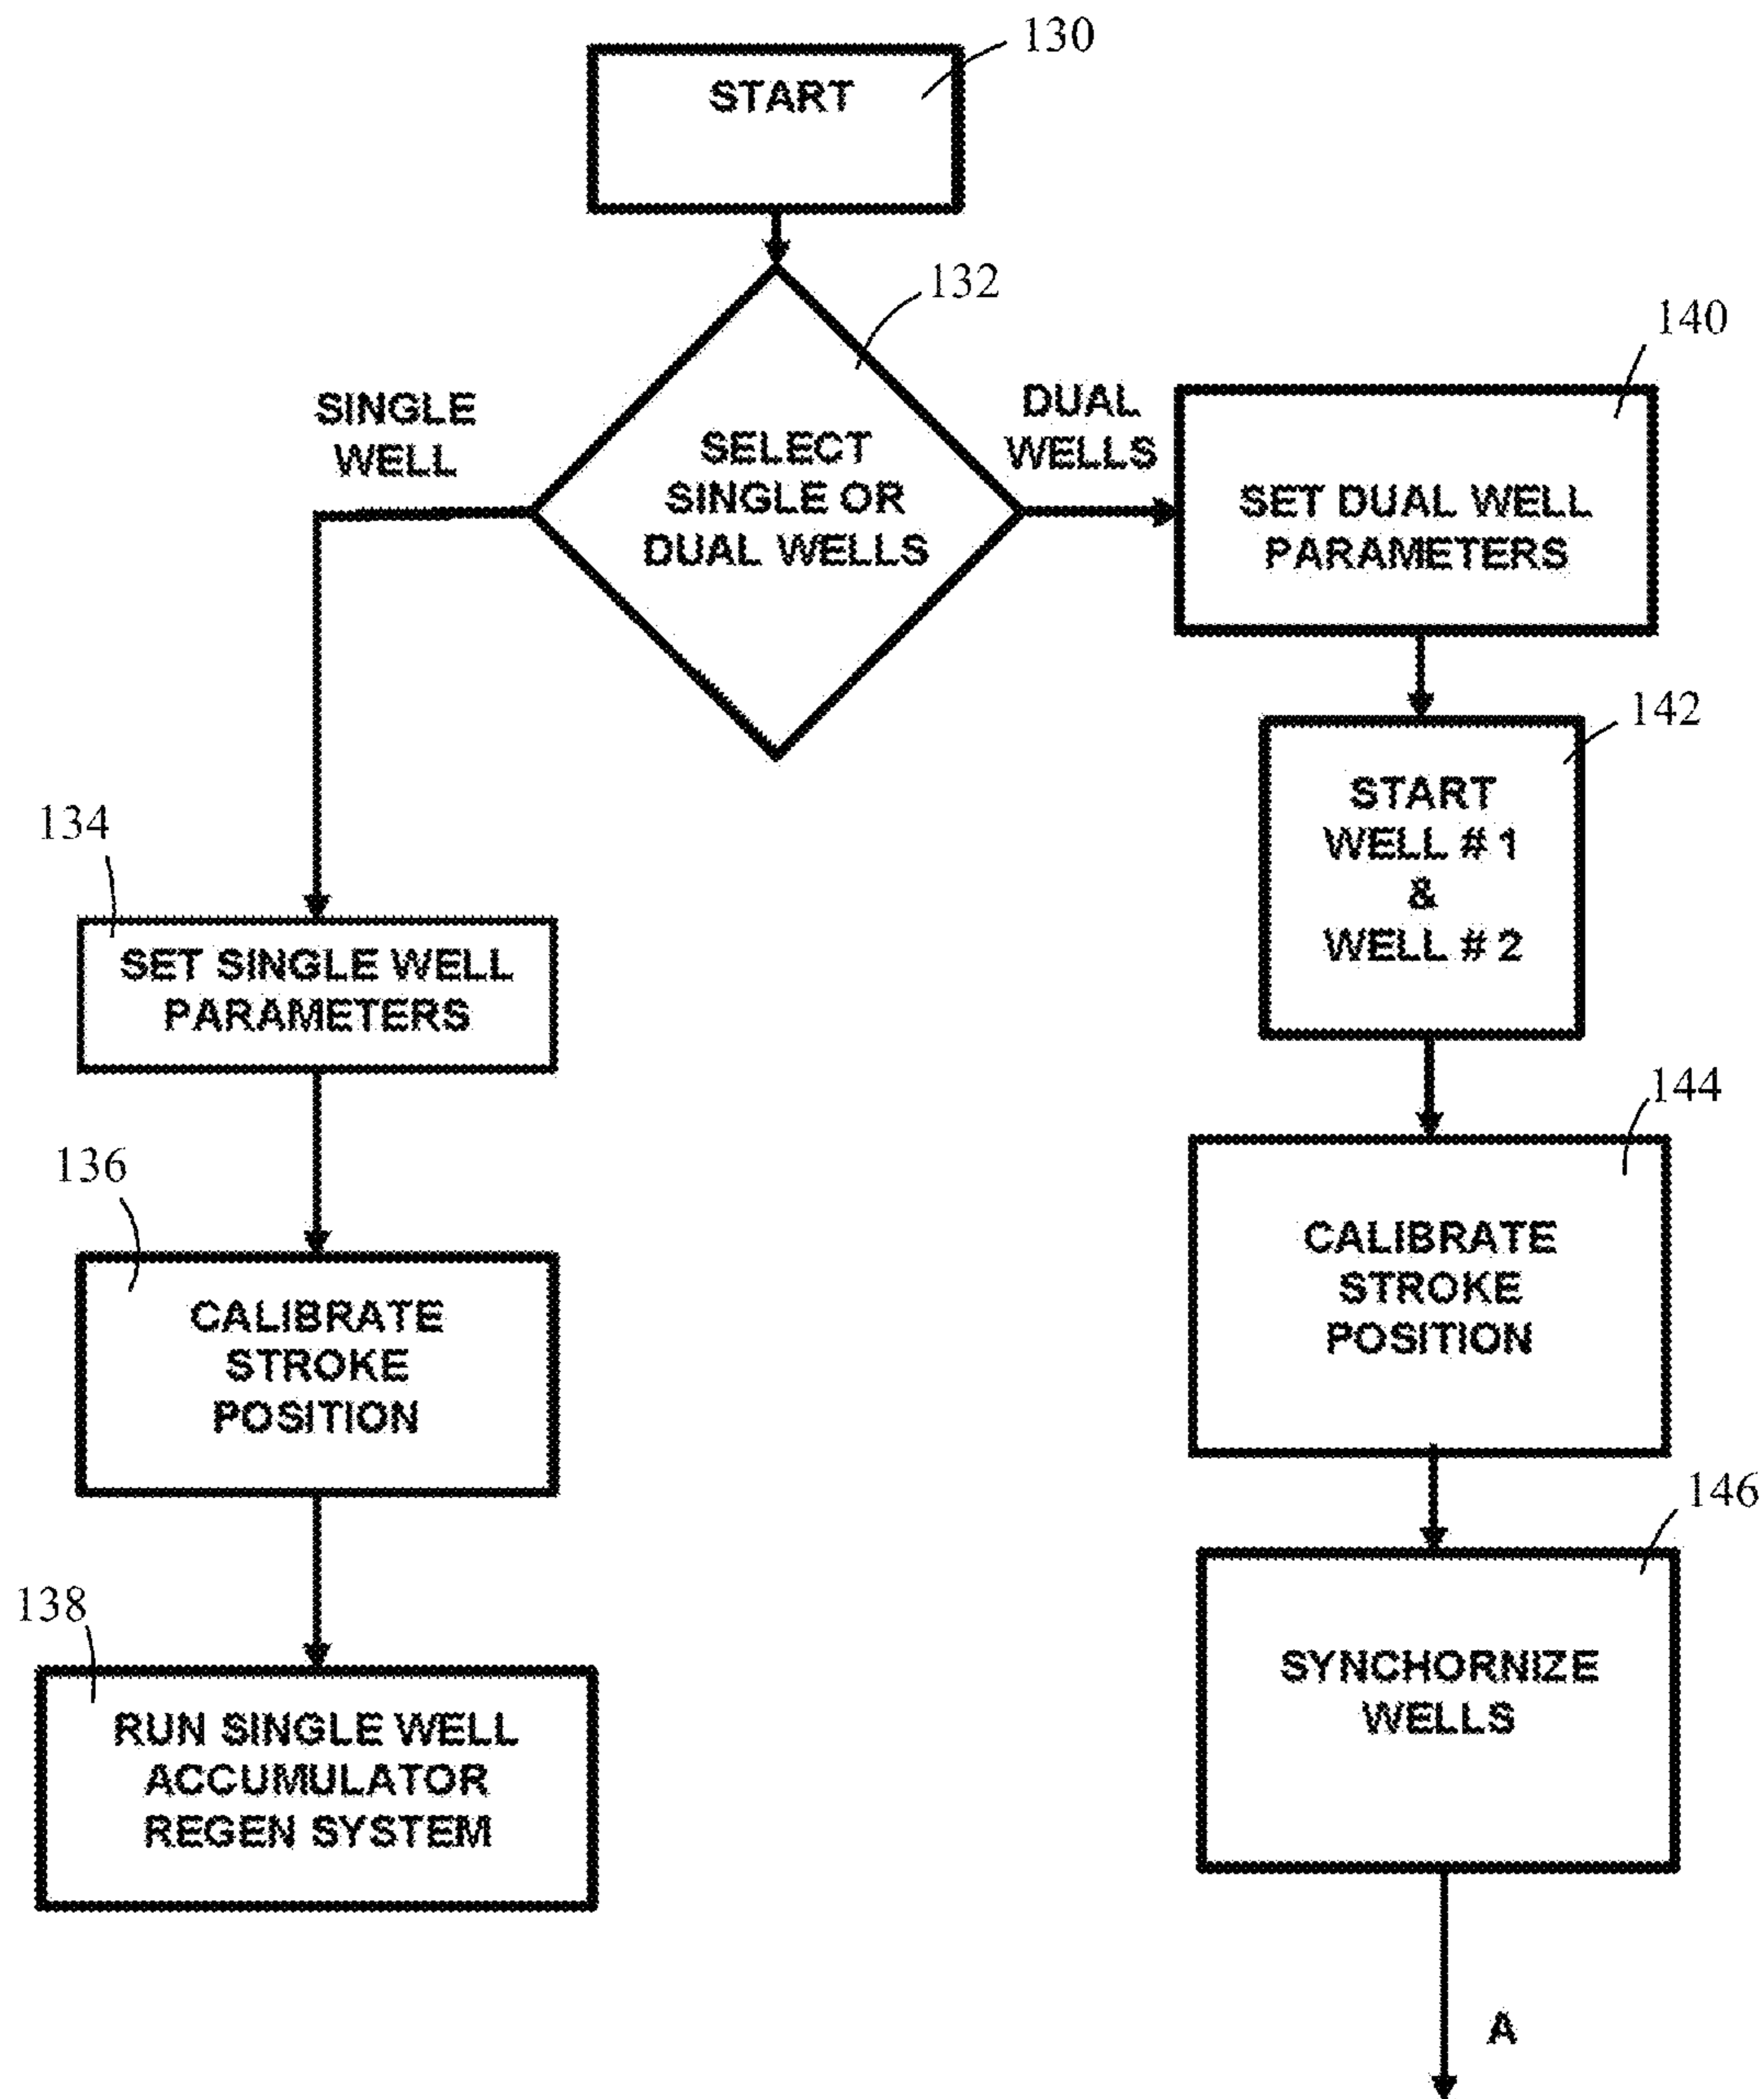 130
START
132
140
SINGLE
WELL
DUAL
WELLS
SELECT
SINGLE OR
DUAL WELLS
SET DUAL WELL
PARAMETERS
142
START
WELL # 1
&
WELL # 2
134
SET SINGLE WELL
PARAMETERS
144
136
CALIBRATE
STROKE
POSITION
CALIBRATE
STROKE
POSITION
146
138
RUN SINGLE WELL
ACCUMULATOR
REGEN SYSTEM
SYNCHORNIZE
WELLS
A